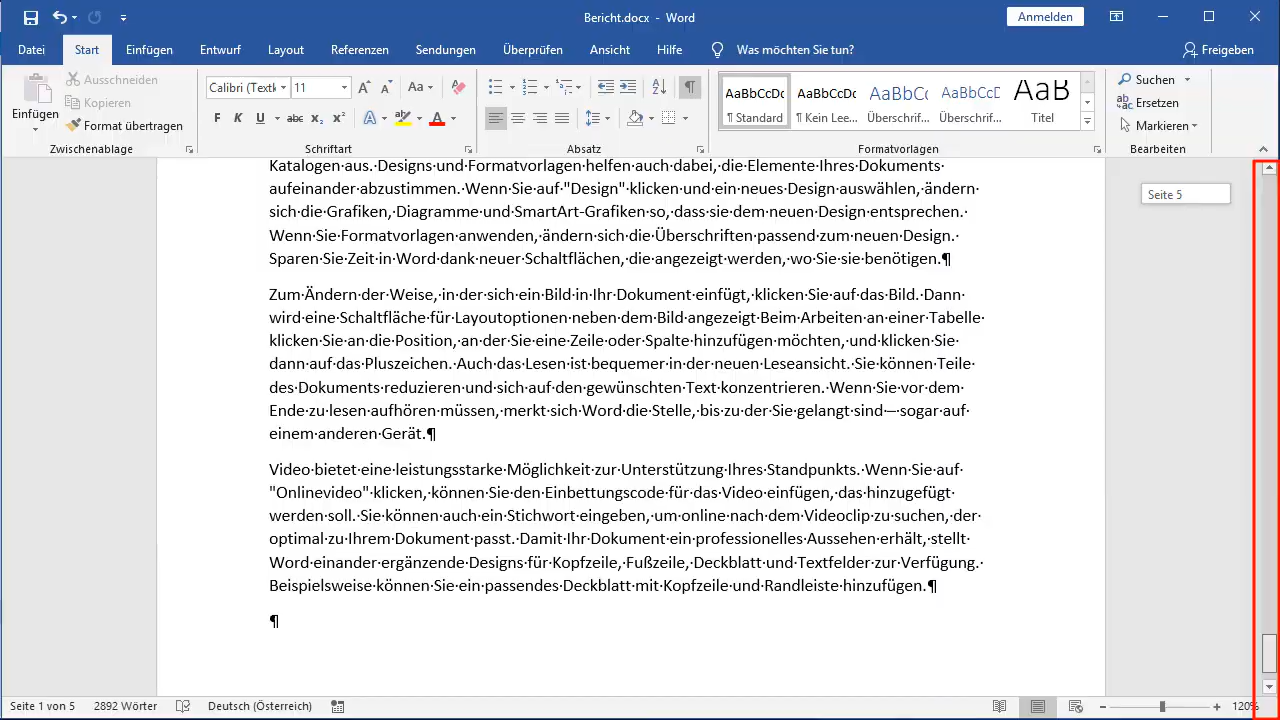 Bericht.docx - Word
Anmelden
Datei Start Einfügen Entwurf Layout Referenzen Sendungen Überprüfen Ansicht Hilfe Was möchten Sie tun? Freigeben
Einfügen
Ausschneiden
Kopieren
Format übertragen
Zwischenablage
Calibri (Textk 11
F K U abc x₂ x² A ab A
Schriftart
Absatz
AaBbCcDc AaBbCcDc AaBbCc AaBbCcD AaB
¶ Standard ¶ Kein Lee... Überschrif... Überschrif... Titel
Formatvorlagen
Suchen
Ersetzen
Markieren
Bearbeiten
Seite 5
Katalogen·aus.·Designs·und·Formatvorlagen·helfen·auch·dabei,·die·Elemente·Ihres·Dokuments·
aufeinander·abzustimmen.·Wenn·Sie·auf·"Design"·klicken·und·ein·neues·Design·auswählen,·ändern·
sich·die·Grafiken,·Diagramme·und·SmartArt-Grafiken·so,·dass·sie·dem·neuen·Design·entsprechen.·
Wenn·Sie·Formatvorlagen·anwenden,·ändern·sich·die·Überschriften·passend·zum·neuen·Design.·
Sparen·Sie·Zeit·in·Word·dank·neuer·Schaltflächen,·die·angezeigt·werden,·wo·Sie·sie·benötigen.¶
Zum·Ändern·der·Weise,·in·der·sich·ein·Bild·in·Ihr·Dokument·einfügt,·klicken·Sie·auf·das·Bild.·Dann·
wird·eine·Schaltfläche·für·Layoutoptionen·neben·dem·Bild·angezeigt·Beim·Arbeiten·an·einer·Tabelle·
klicken·Sie·an·die·Position,·an·der·Sie·eine·Zeile·oder·Spalte·hinzufügen·möchten,·und·klicken·Sie·
dann·auf·das·Pluszeichen.·Auch·das·Lesen·ist·bequemer·in·der·neuen·Leseansicht.·Sie·können·Teile·
des·Dokuments·reduzieren·und·sich·auf·den·gewünschten·Text·konzentrieren.·Wenn·Sie·vor·dem·
Ende·zu·lesen·aufhören·müssen,·merkt·sich·Word·die·Stelle,·bis·zu·der·Sie·gelangt·sind·–·sogar·auf·
einem·anderen·Gerät.¶
Video·bietet·eine·leistungsstarke·Möglichkeit·zur·Unterstützung·Ihres·Standpunkts.·Wenn·Sie·auf·
"Onlinevideo"·klicken,·können·Sie·den·Einbettungscode·für·das·Video·einfügen,·das·hinzugefügt·
werden·soll.·Sie·können·auch·ein·Stichwort·eingeben,·um·online·nach·dem·Videoclip·zu·suchen,·der·
optimal·zu·Ihrem·Dokument·passt.·Damit·Ihr·Dokument·ein·professionelles·Aussehen·erhält,·stellt·
Word·einander·ergänzende·Designs·für·Kopfzeile,·Fußzeile,·Deckblatt·und·Textfelder·zur·Verfügung.·
Beispielsweise·können·Sie·ein·passendes·Deckblatt·mit·Kopfzeile·und·Randleiste·hinzufügen.¶
¶
Seite 1 von 5 2892 Wörter Deutsch (Österreich) 120%